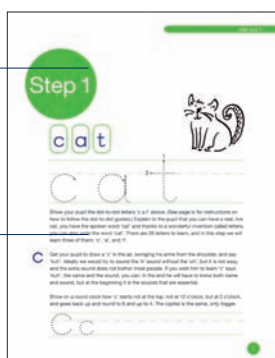 Step 1
c a t
c a t
Show your pupil the dot-to-dot letters 'c a t' above. (See page iv for instructions on
how to follow the dot-to-dot guides.) Explain to the pupil that you can have a real, live
cat, you have the spoken word 'cat' and thanks to a wonderful invention called letters,
you can also write the word 'cat'. There are 26 letters to learn, and in this step we will
learn three of them: 'c', 'a', and 't'.
C Get your pupil to draw a 'c' in the air, swinging his arms from the shoulder, and say
'kuh'. Ideally we would try to sound the 'k' sound without the 'uh', but it is not easy,
and the extra sound does not bother most people. If you wish him to learn 'c' says
'kuh', the name and the sound, you can. In the end he will have to know both name
and sound, but at the beginning it is the sounds that are essential to know.
Show on a round clock how 'c' starts not at the top, not at 12 o'clock, but at 2 o'clock,
and goes back up and round to 6 and up to 4. The capital is the same, only bigger.
C c